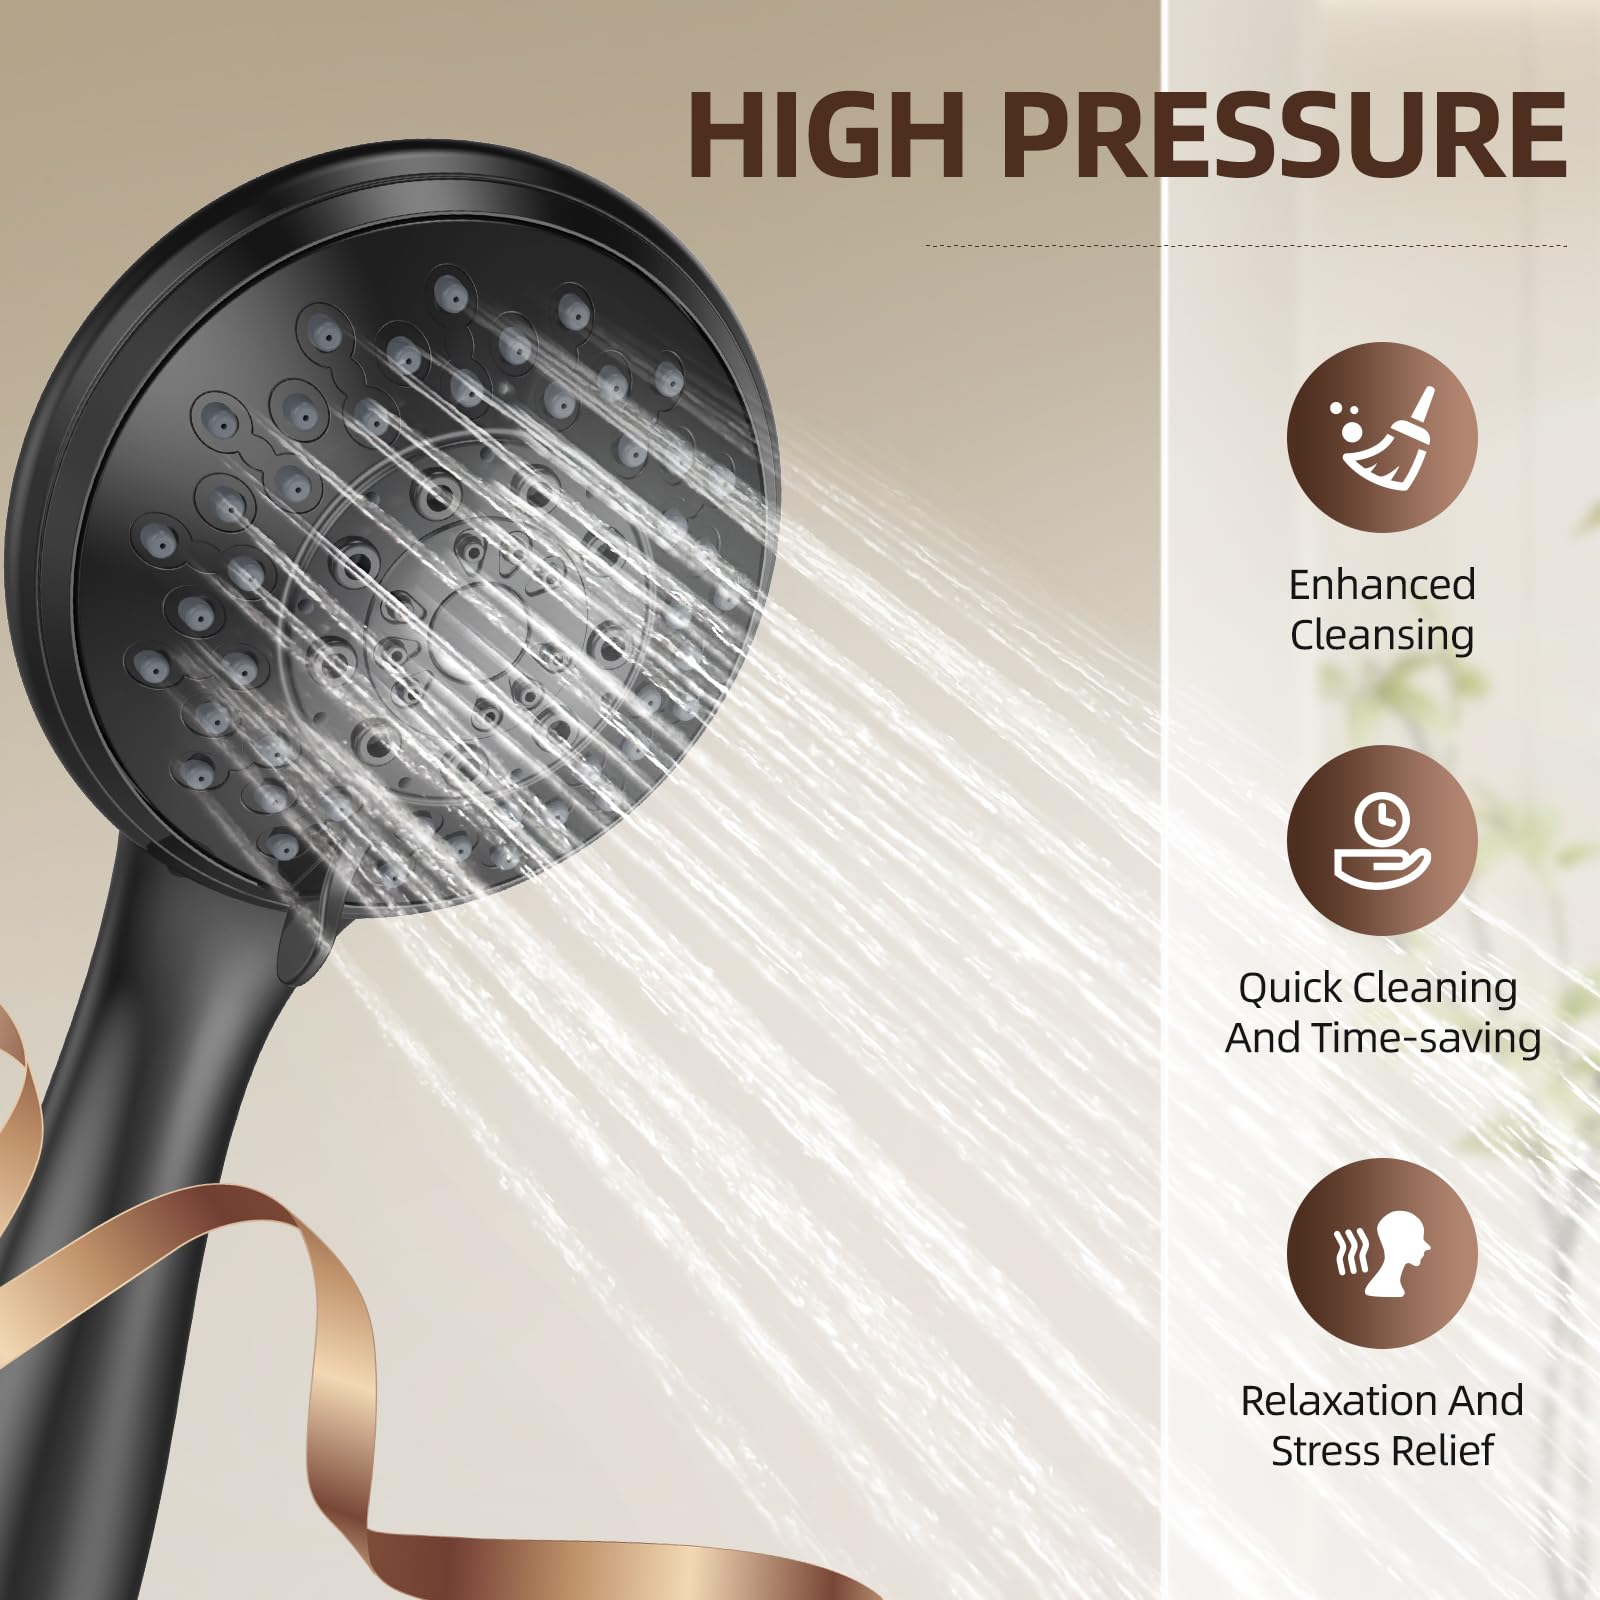 HIGH PRESSURE
Enhanced
Cleansing
Quick Cleaning
And Time-saving
Relaxation And
Stress Relief